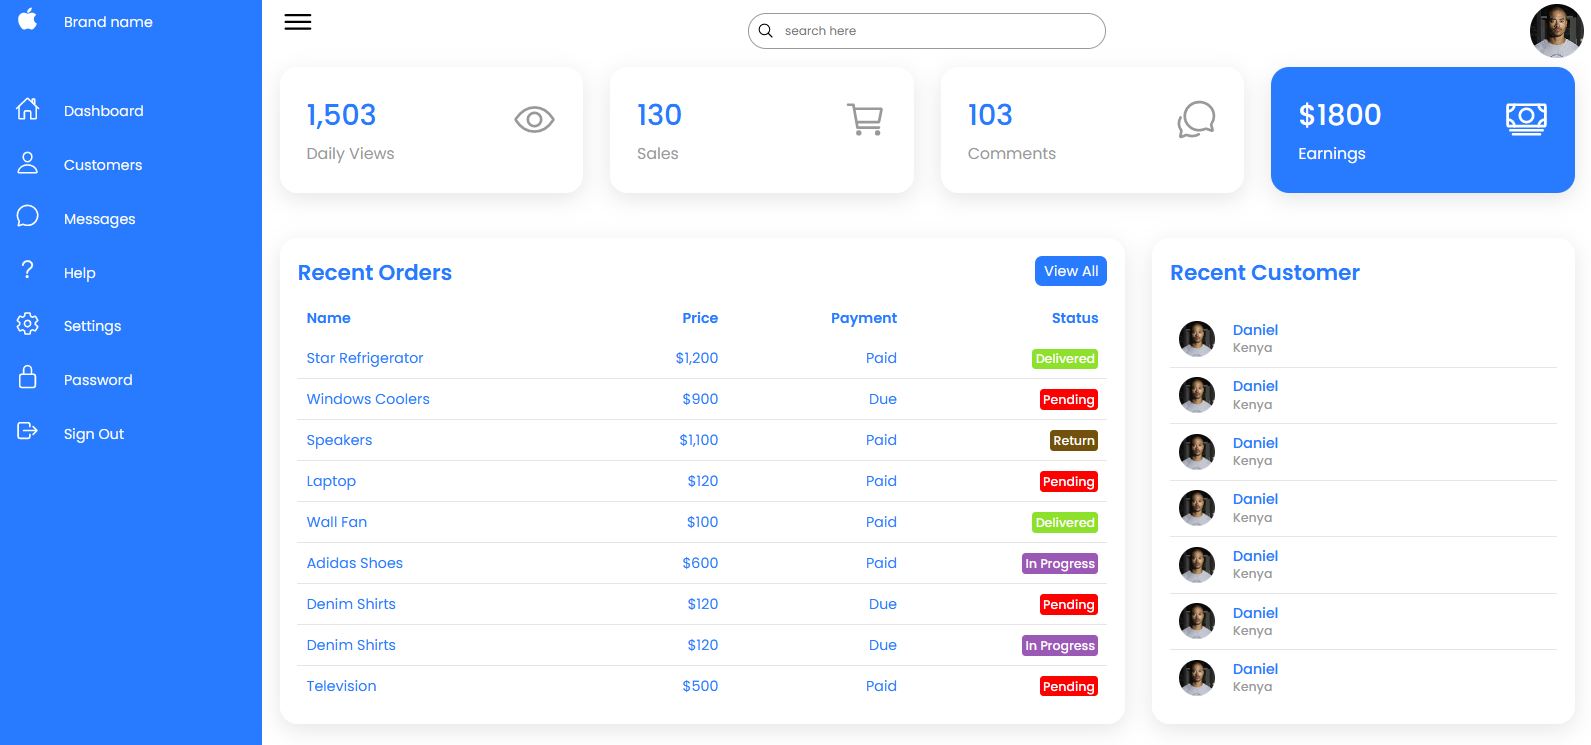 Brand name
Dashboard
Customers
Messages
Help
Settings
Password
Sign Out
search here
1,503
Daily Views
130
Sales
103
Comments
$1800
Earnings
Recent Orders
View All
Name Price Payment Status
Star Refrigerator $1,200 Paid Delivered
Windows Coolers $900 Due Pending
Speakers $1,100 Paid Return
Laptop $120 Paid Pending
Wall Fan $100 Paid Delivered
Adidas Shoes $600 Paid In Progress
Denim Shirts $120 Due Pending
Denim Shirts $120 Due In Progress
Television $500 Paid Pending
Recent Customer
Daniel
Kenya
Daniel
Kenya
Daniel
Kenya
Daniel
Kenya
Daniel
Kenya
Daniel
Kenya
Daniel
Kenya